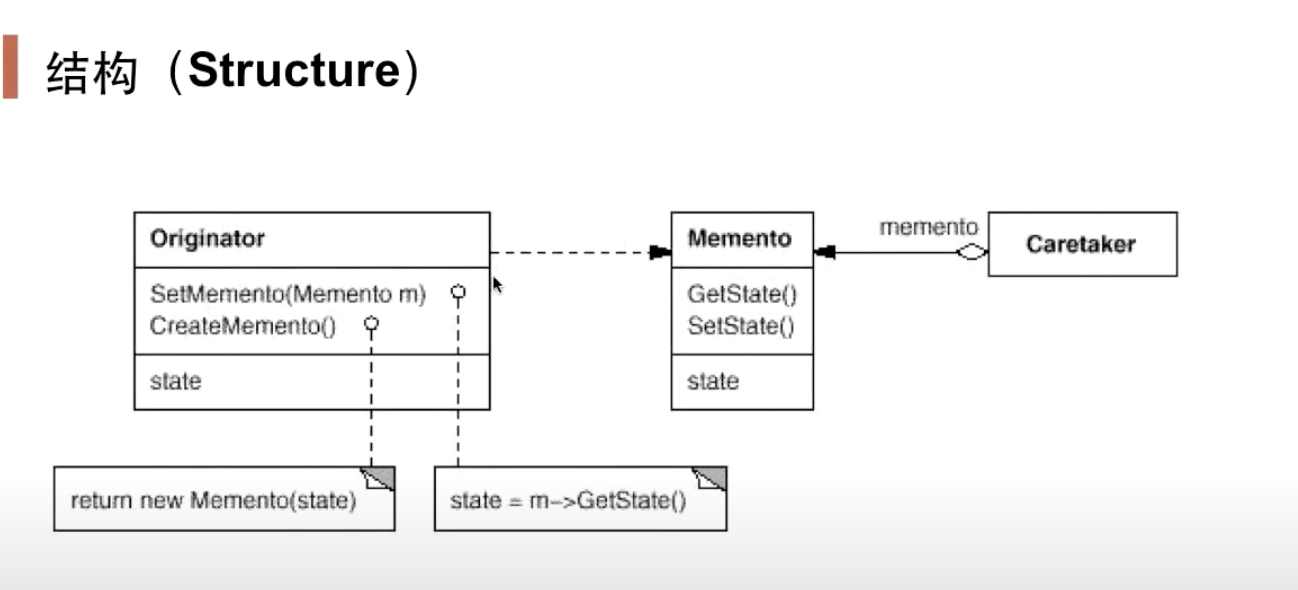 结构（Structure）
Originator
SetMemento(Memento m)
CreateMemento()
state
return new Memento(state)
state = m->GetState()
Memento
GetState()
SetState()
state
memento
Caretaker